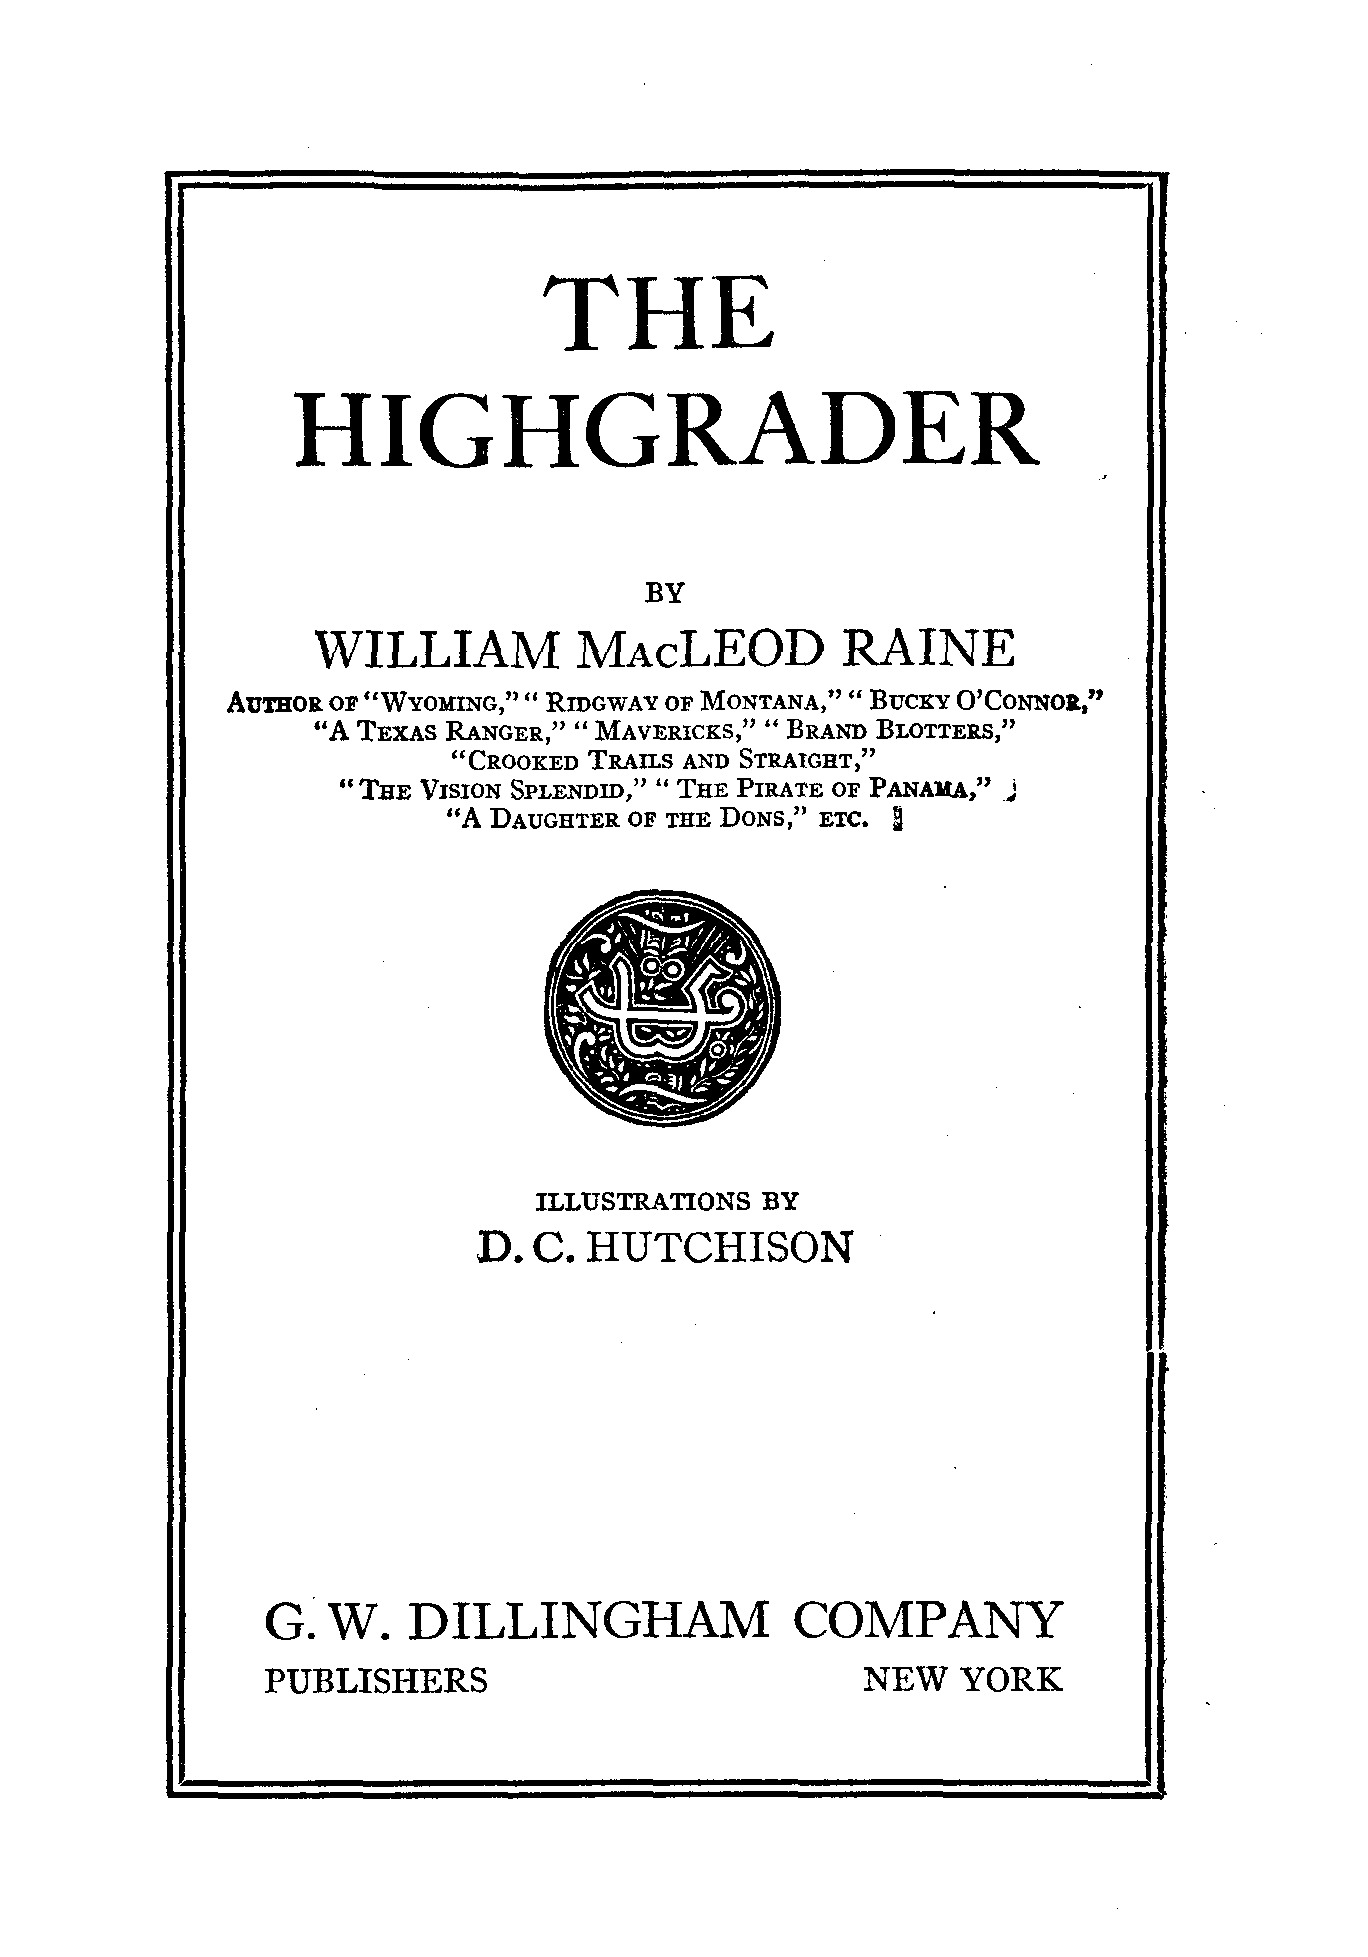 THE
HIGHGRADER
BY
WILLIAM MACLEOD RAINE
AUTHOR OF "WYOMING," "RIDGWAY OF MONTANA," "BUCKY O'CONNOR,"
"A TEXAS RANGER," "MAVERICKS," "BRAND BLOTTERS,"
"CROOKED TRAILS AND STRAIGHT,"
"THE VISION SPLENDID," "THE PIRATE OF PANAMA,"
"A DAUGHTER OF THE DONS," ETC.
ILLUSTRATIONS BY
D. C. HUTCHISON
G. W. DILLINGHAM COMPANY
PUBLISHERS NEW YORK